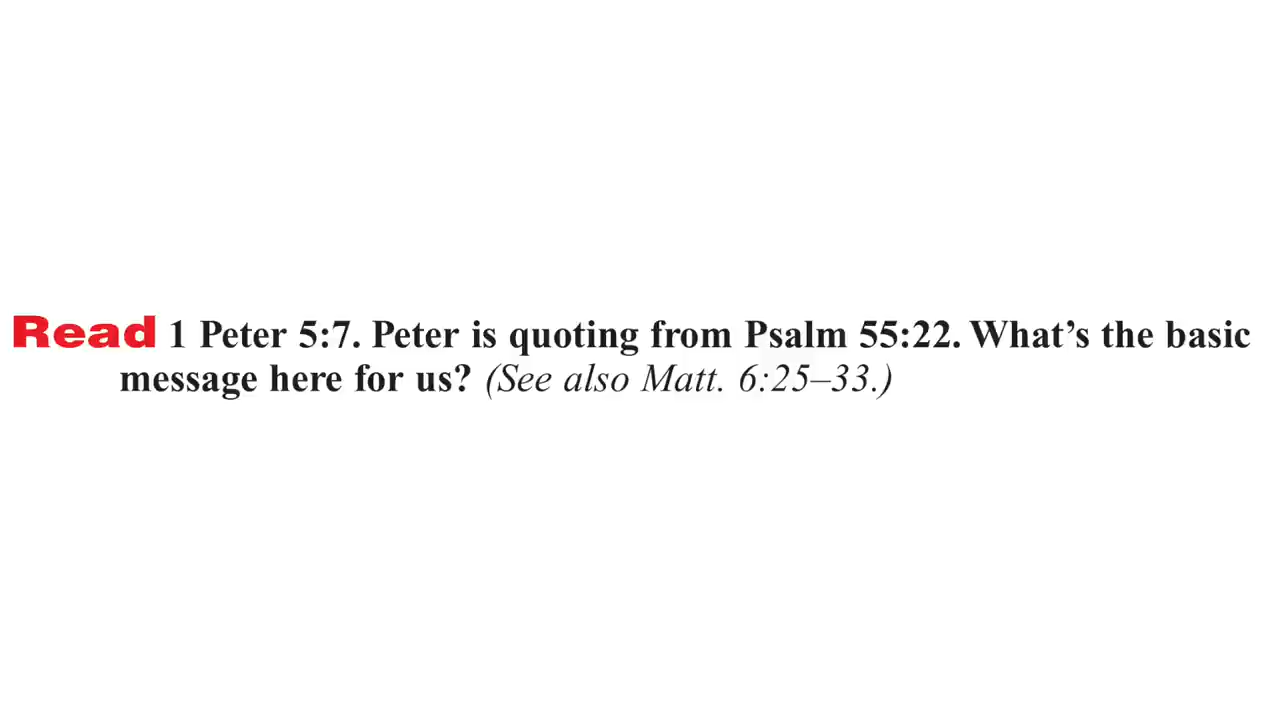 Read 1 Peter 5:7. Peter is quoting from Psalm 55:22. What’s the basic
message here for us? (See also Matt. 6:25–33.)